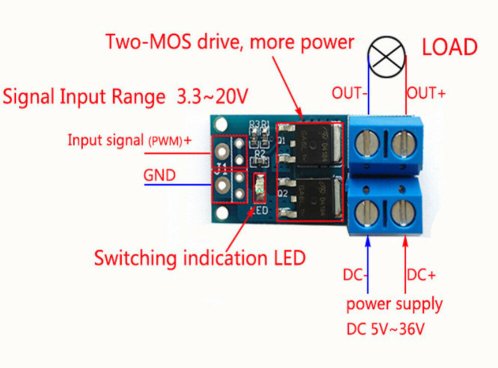 Two-MOS drive, more power
LOAD
OUT-
OUT+
Signal Input Range 3.3~20V
Input signal (PWM)+
GND
R3
R1
R2
J1
Q1
Q2
LED
Switching indication LED
DC-
DC+
power supply
DC 5V~36V